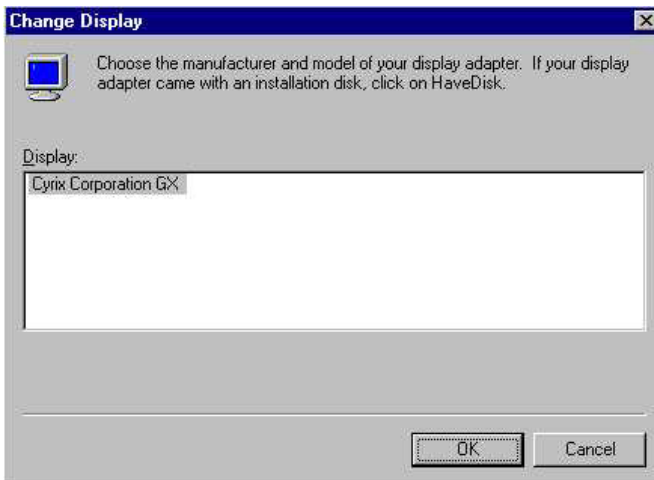 Change Display
Choose the manufacturer and model of your display adapter. If your display
adapter came with an installation disk, click on HaveDisk.
Display:
Cyrix Corporation GX
OK
Cancel